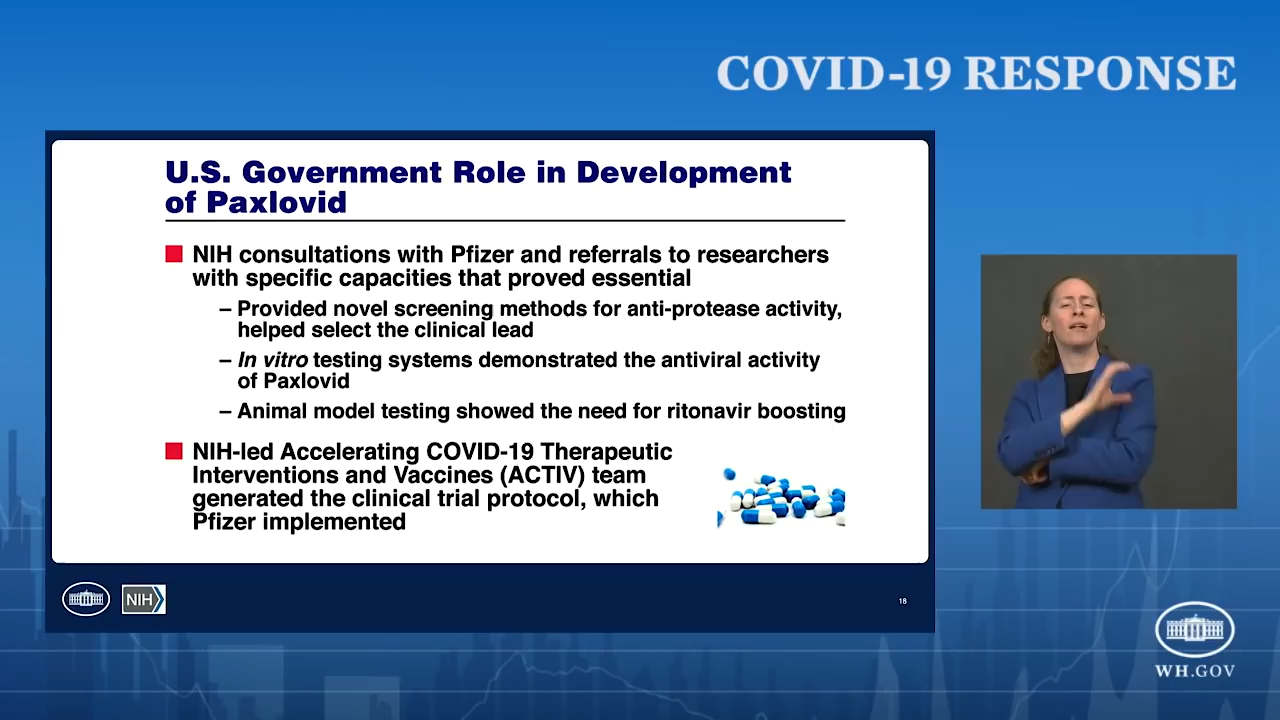 COVID-19 RESPONSE
U.S. Government Role in Development
of Paxlovid
NIH consultations with Pfizer and referrals to researchers
with specific capacities that proved essential
– Provided novel screening methods for anti-protease activity,
helped select the clinical lead
– In vitro testing systems demonstrated the antiviral activity
of Paxlovid
– Animal model testing showed the need for ritonavir boosting
NIH-led Accelerating COVID-19 Therapeutic
Interventions and Vaccines (ACTIV) team
generated the clinical trial protocol, which
Pfizer implemented
NIH
18
WH.GOV